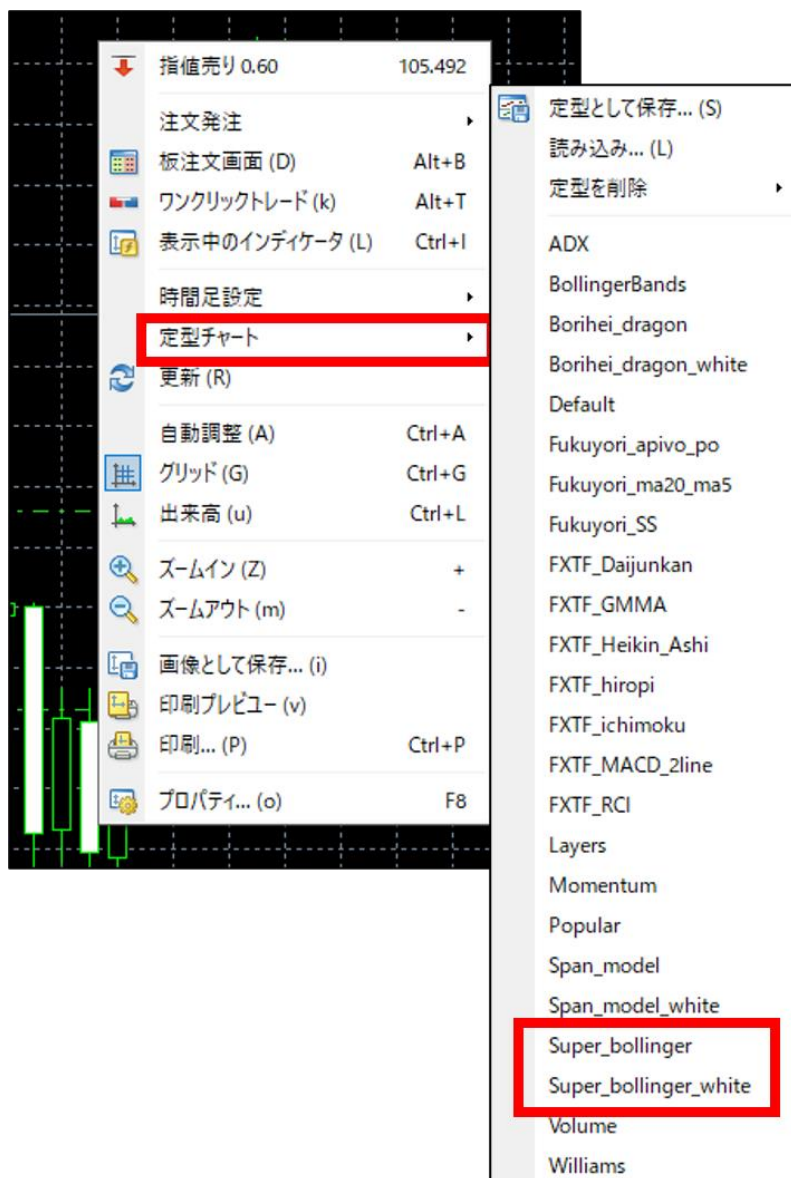 指値売り 0.60 105.492
注文発注
板注文画面 (D) Alt+B
ワンクリックトレード (k) Alt+T
表示中のインディケータ (L) Ctrl+I
時間足設定
定型チャート
更新 (R)
自動調整 (A) Ctrl+A
グリッド (G) Ctrl+G
出来高 (u) Ctrl+L
ズームイン (Z) +
ズームアウト (m) -
画像として保存... (i)
印刷プレビュー (v)
印刷... (P) Ctrl+P
プロパティ... (o) F8
定型として保存... (S)
読み込み... (L)
定型を削除
ADX
BollingerBands
Borihei_dragon
Borihei_dragon_white
Default
Fukuyori_apivo_po
Fukuyori_ma20_ma5
Fukuyori_SS
FXTF_Daijunkan
FXTF_GMMA
FXTF_Heikin_Ashi
FXTF_hiropi
FXTF_ichimoku
FXTF_MACD_2line
FXTF_RCI
Layers
Momentum
Popular
Span_model
Span_model_white
Super_bollinger
Super_bollinger_white
Volume
Williams